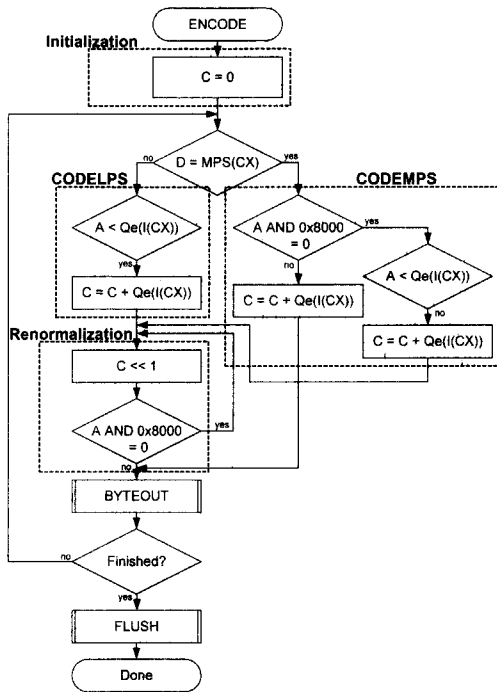 ENCODE
Initialization
C = 0
D = MPS(CX)
no
yes
CODELPS
CODEMPS
A < Qe(I(CX))
yes
C = C + Qe(I(CX))
A AND 0x8000
= 0
yes
no
C = C + Qe(I(CX))
A < Qe(I(CX))
no
C = C + Qe(I(CX))
Renormalization
C << 1
A AND 0x8000
= 0
yes
no
BYTEOUT
Finished?
no
yes
FLUSH
Done